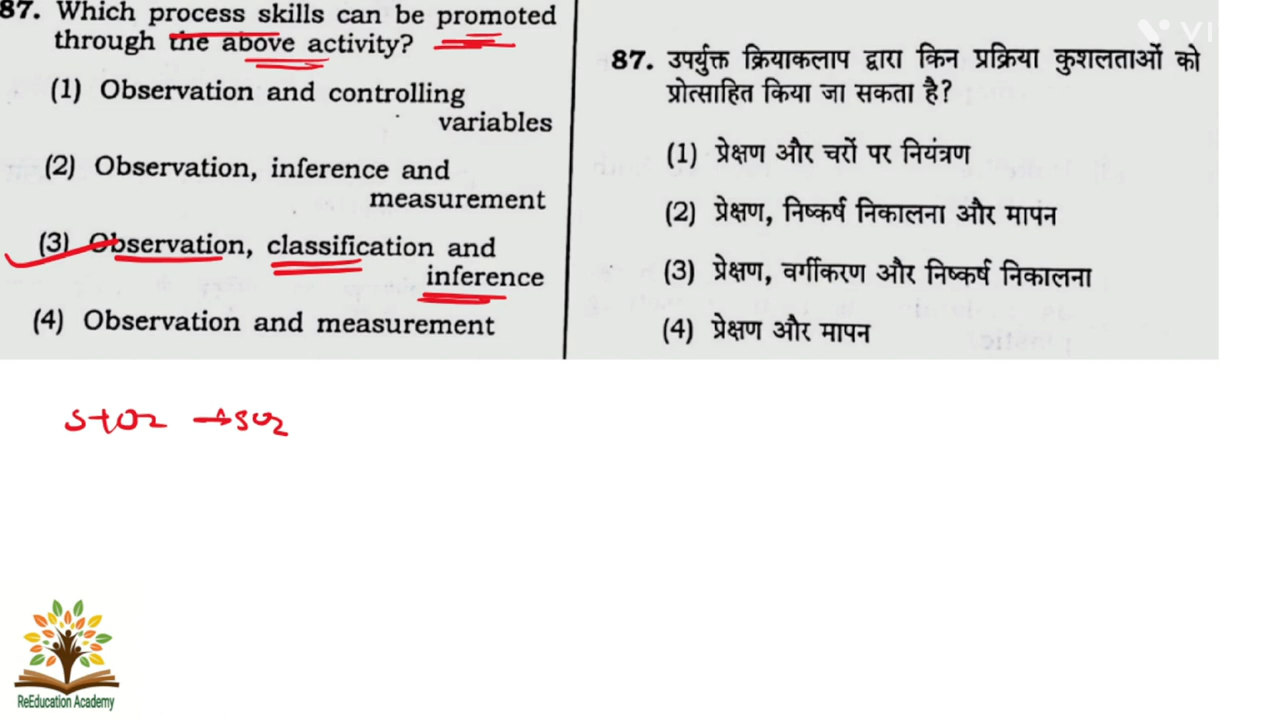 87. Which process skills can be promoted
through the above activity?
(1) Observation and controlling
variables
(2) Observation, inference and
measurement
(3) Observation, classification and
inference
(4) Observation and measurement
87. उपर्युक्त क्रियाकलाप द्वारा किन प्रक्रिया कुशलताओं को
प्रोत्साहित किया जा सकता है?
(1) प्रेक्षण और चरों पर नियंत्रण
(2) प्रेक्षण, निष्कर्ष निकालना और मापन
(3) प्रेक्षण, वर्गीकरण और निष्कर्ष निकालना
(4) प्रेक्षण और मापन
VI
S+O2 →SO2
ReEducation Academy